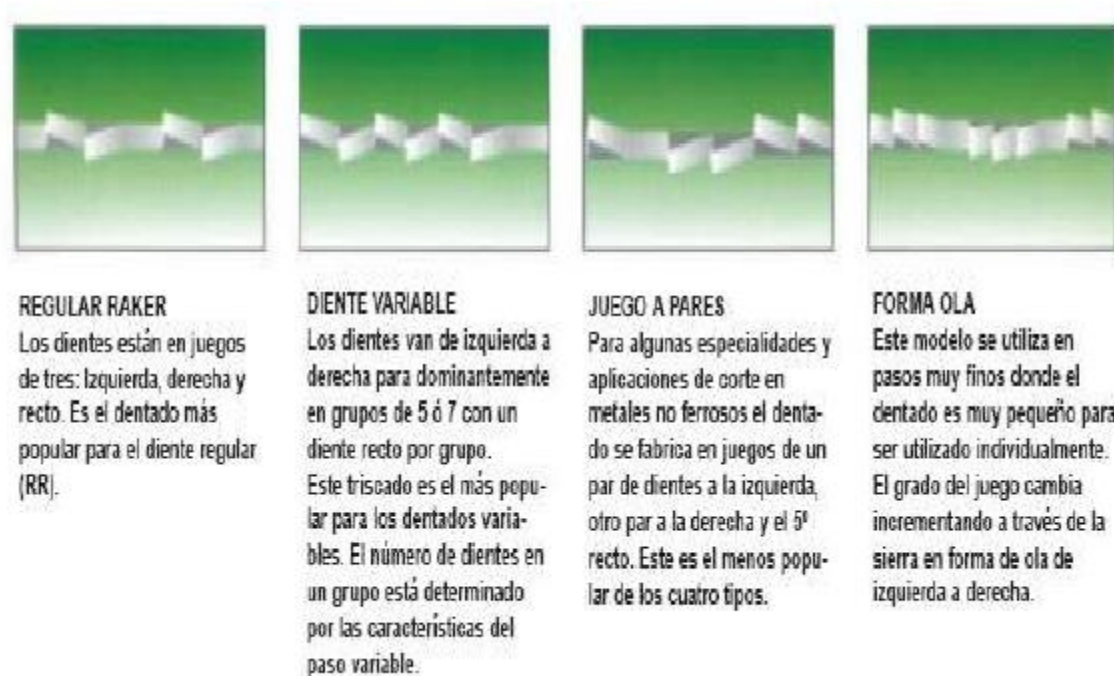 REGULAR RAKER
Los dientes están en juegos
de tres: Izquierda, derecha y
recto. Es el dentado más
popular para el diente regular
(RR).
DIENTE VARIABLE
Los dientes van de izquierda a
derecha para dominantemente
en grupos de 5 ó 7 con un
diente recto por grupo.
Este triscado es el más popu-
lar para los dentados varia-
bles. El número de dientes en
un grupo está determinado
por las características del
paso variable.
JUEGO A PARES
Para algunas especialidades y
aplicaciones de corte en
metales no ferrosos el denta-
do se fabrica en juegos de un
par de dientes a la izquierda,
otro par a la derecha y el 5º
recto. Este es el menos popu-
lar de los cuatro tipos.
FORMA OLA
Este modelo se utiliza en
pasos muy finos donde el
dentado es muy pequeño para
ser utilizado individualmente.
El grado del juego cambia
incrementando a través de la
sierra en forma de ola de
izquierda a derecha.